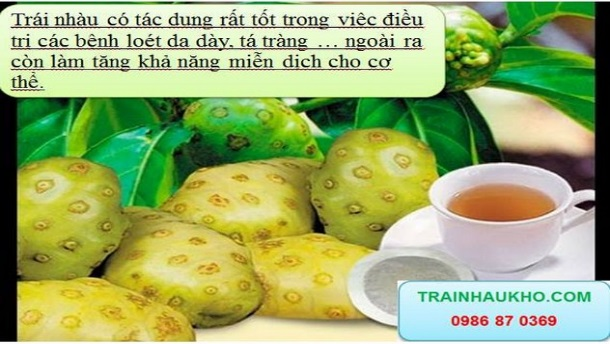 Trái nhàu có tác dụng rất tốt trong việc điều
trị các bệnh loét dạ dày, tá tràng … ngoài ra
còn làm tăng khả năng miễn dịch cho cơ
thể.
TRAINHAUKHO.COM
0986 87 0369